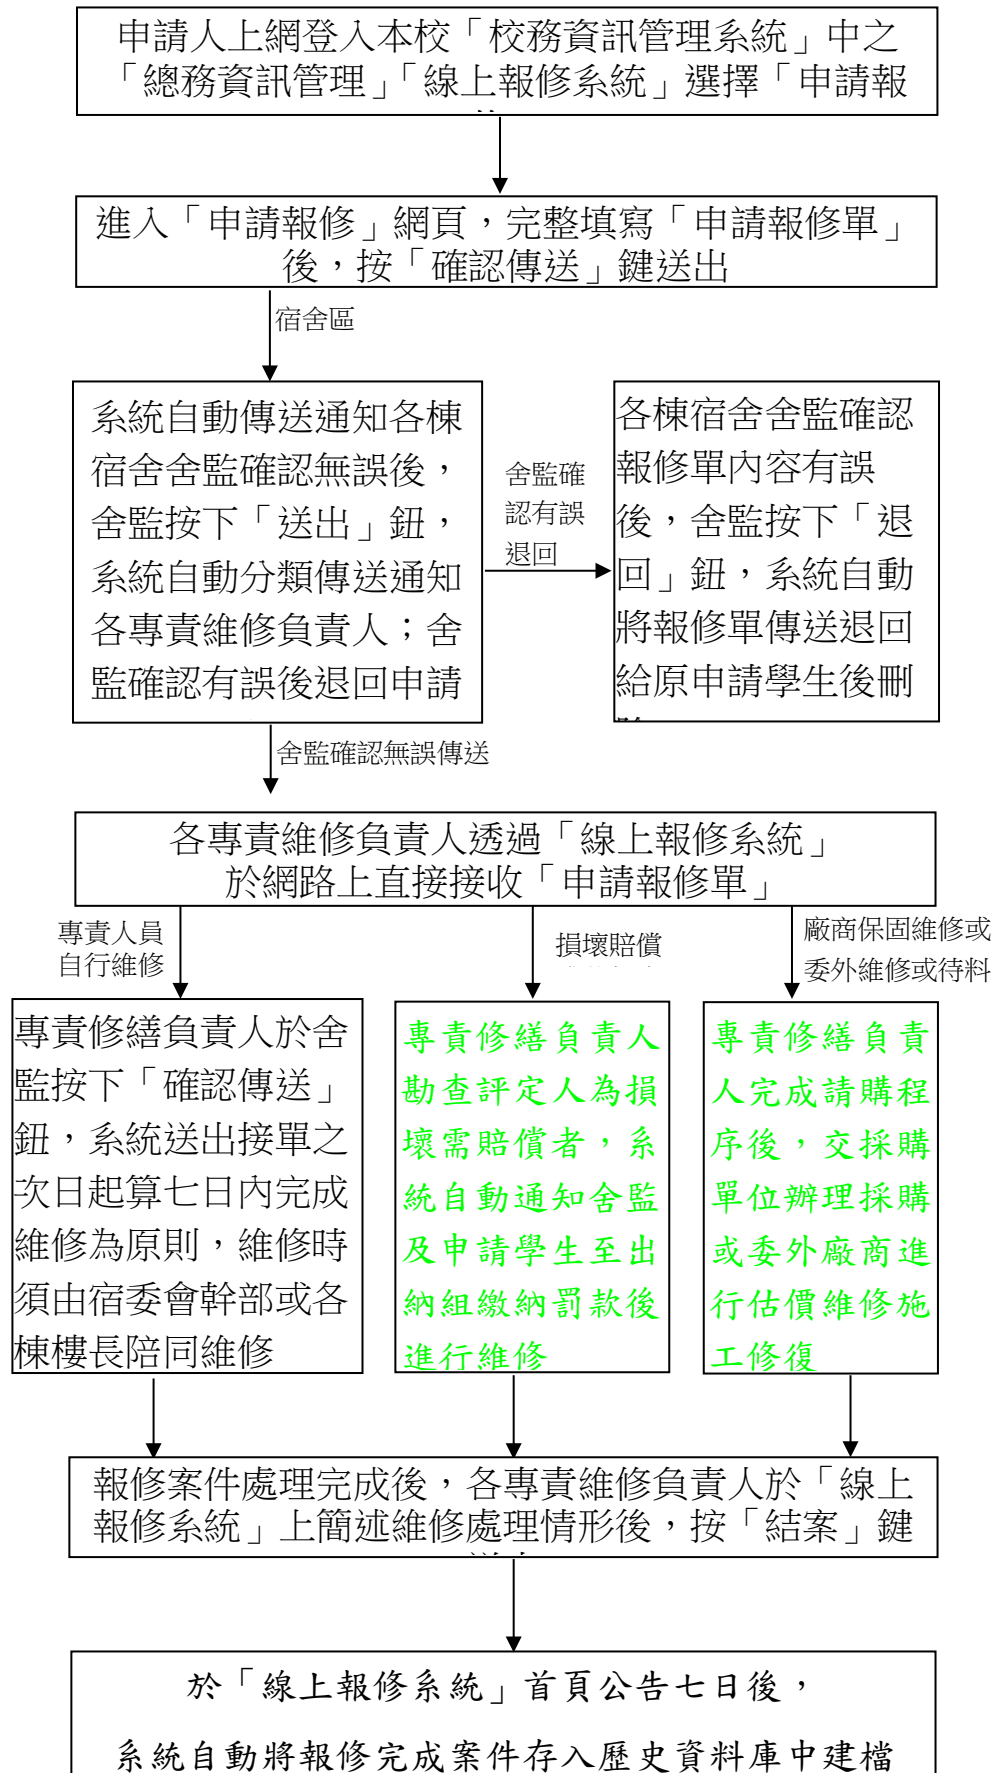 申請人上網登入本校「校務資訊管理系統」中之
「總務資訊管理」「線上報修系統」選擇「申請報
進入「申請報修」網頁，完整填寫「申請報修單」
後，按「確認傳送」鍵送出
宿舍區
系統自動傳送通知各棟
宿舍舍監確認無誤後，
舍監按下「送出」鈕，
系統自動分類傳送通知
各專責維修負責人；舍
監確認有誤後退回申請
舍監確
認有誤
退回
各棟宿舍舍監確認
報修單內容有誤
後，舍監按下「退
回」鈕，系統自動
將報修單傳送退回
給原申請學生後刪
舍監確認無誤傳送
各專責維修負責人透過「線上報修系統」
於網路上直接接收「申請報修單」
專責人員
自行維修
損壞賠償
廠商保固維修或
委外維修或待料
專責修繕負責人於舍
監按下「確認傳送」
鈕，系統送出接單之
次日起算七日內完成
維修為原則，維修時
須由宿委會幹部或各
棟樓長陪同維修
專責修繕負責人
勘查評定人為損
壞需賠償者，系
統自動通知舍監
及申請學生至出
納組繳納罰款後
進行維修
專責修繕負責
人完成請購程
序後，交採購
單位辦理採購
或委外廠商進
行估價維修施
工修復
報修案件處理完成後，各專責維修負責人於「線上
報修系統」上簡述維修處理情形後，按「結案」鍵
於「線上報修系統」首頁公告七日後，
系統自動將報修完成案件存入歷史資料庫中建檔